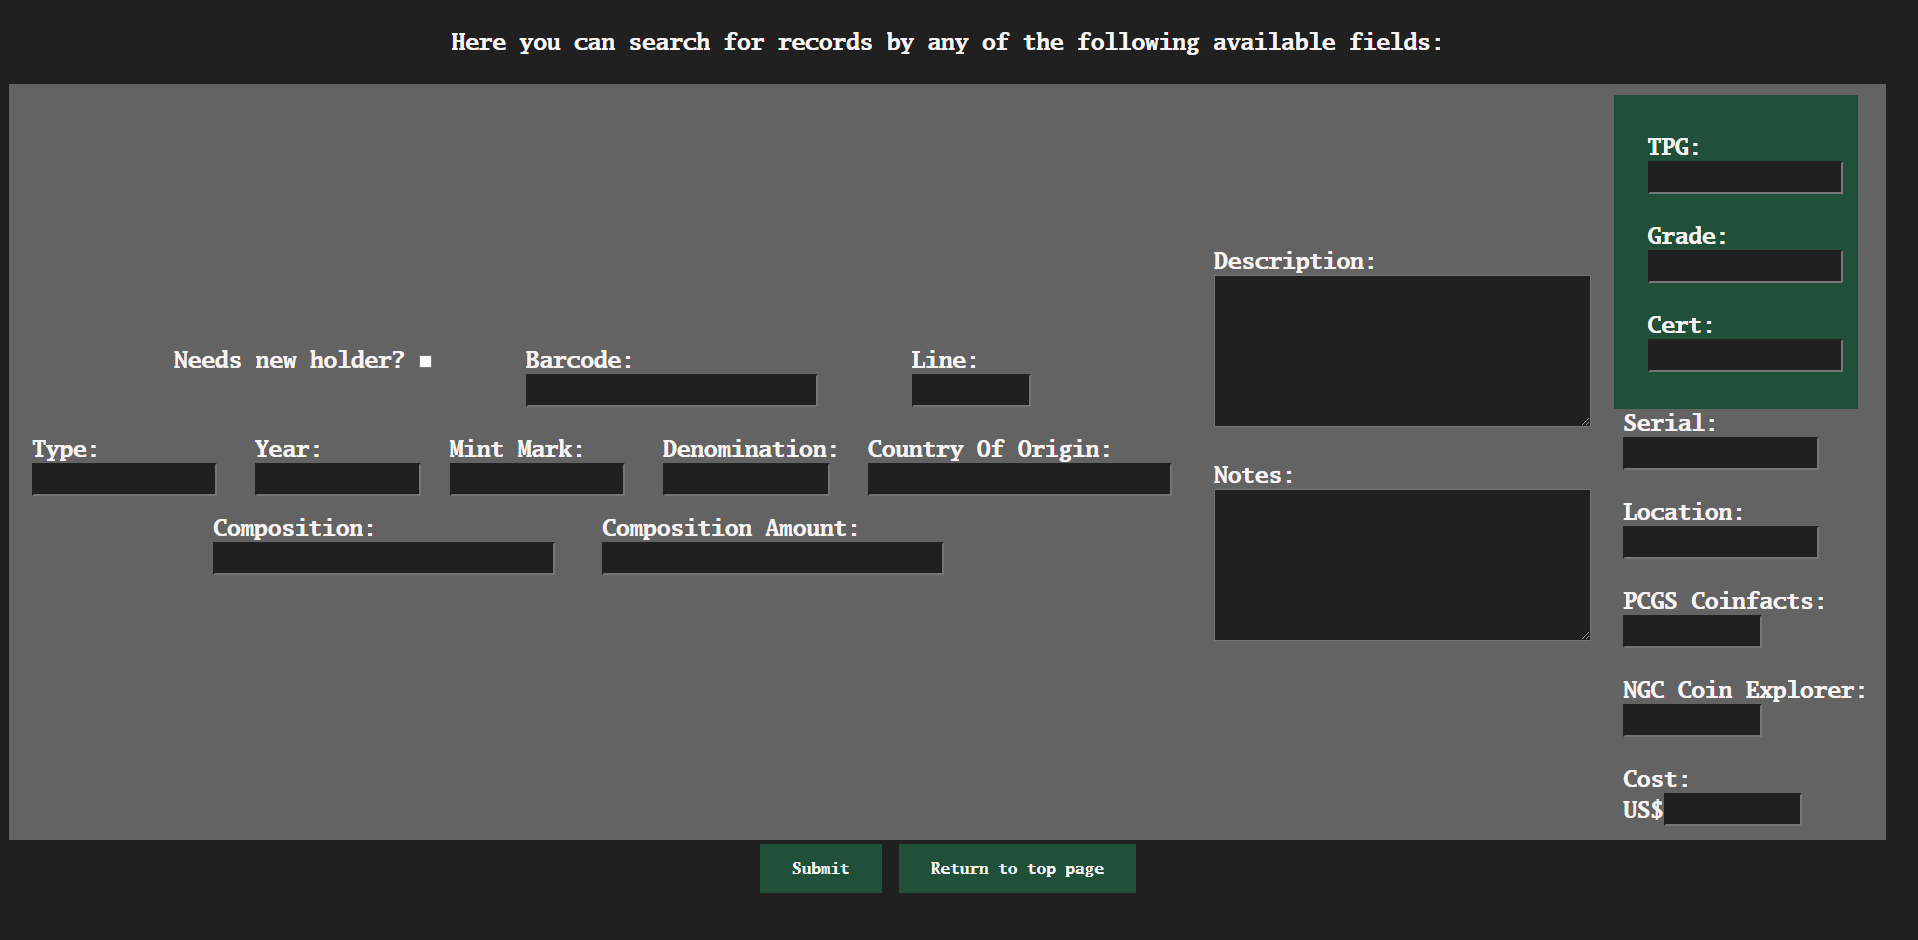 Here you can search for records by any of the following available fields:
Needs new holder?
Barcode:
Line:
Type:
Year:
Mint Mark:
Denomination:
Country Of Origin:
Composition:
Composition Amount:
Description:
Notes:
TPG:
Grade:
Cert:
Serial:
Location:
PCGS Coinfacts:
NGC Coin Explorer:
Cost:
US$
Submit
Return to top page